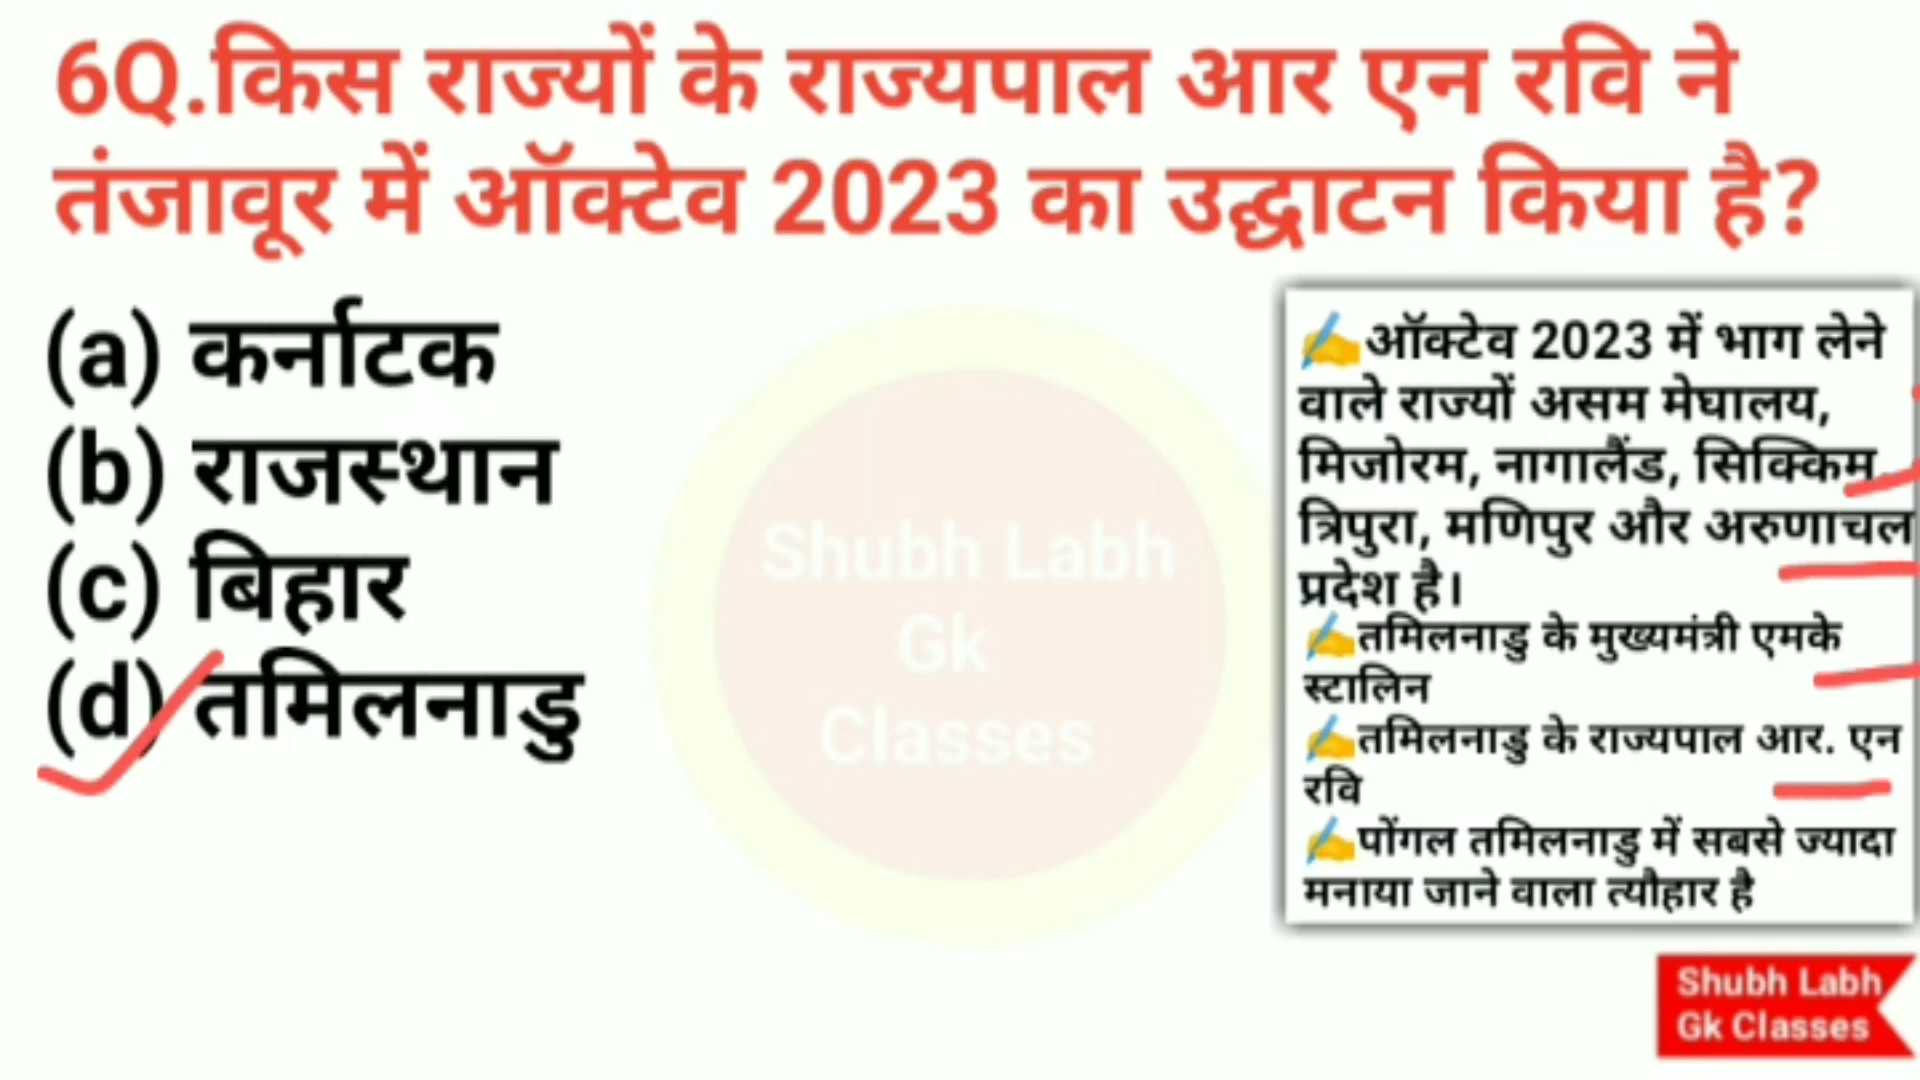 6Q.किस राज्यों के राज्यपाल आर एन रवि ने
तंजावूर में ऑक्टेव 2023 का उद्घाटन किया है?
(a) कर्नाटक
(b) राजस्थान
(c) बिहार
(d) तमिलनाडु
✍ऑक्टेव 2023 में भाग लेने
वाले राज्यों असम मेघालय,
मिजोरम, नागालैंड, सिक्किम
त्रिपुरा, मणिपुर और अरुणाचल
प्रदेश है।
✍तमिलनाडु के मुख्यमंत्री एमके
स्टालिन
✍तमिलनाडु के राज्यपाल आर. एन
रवि
✍पोंगल तमिलनाडु में सबसे ज्यादा
मनाया जाने वाला त्यौहार है
Shubh Labh
Gk
Classes
Shubh Labh
Gk Classes